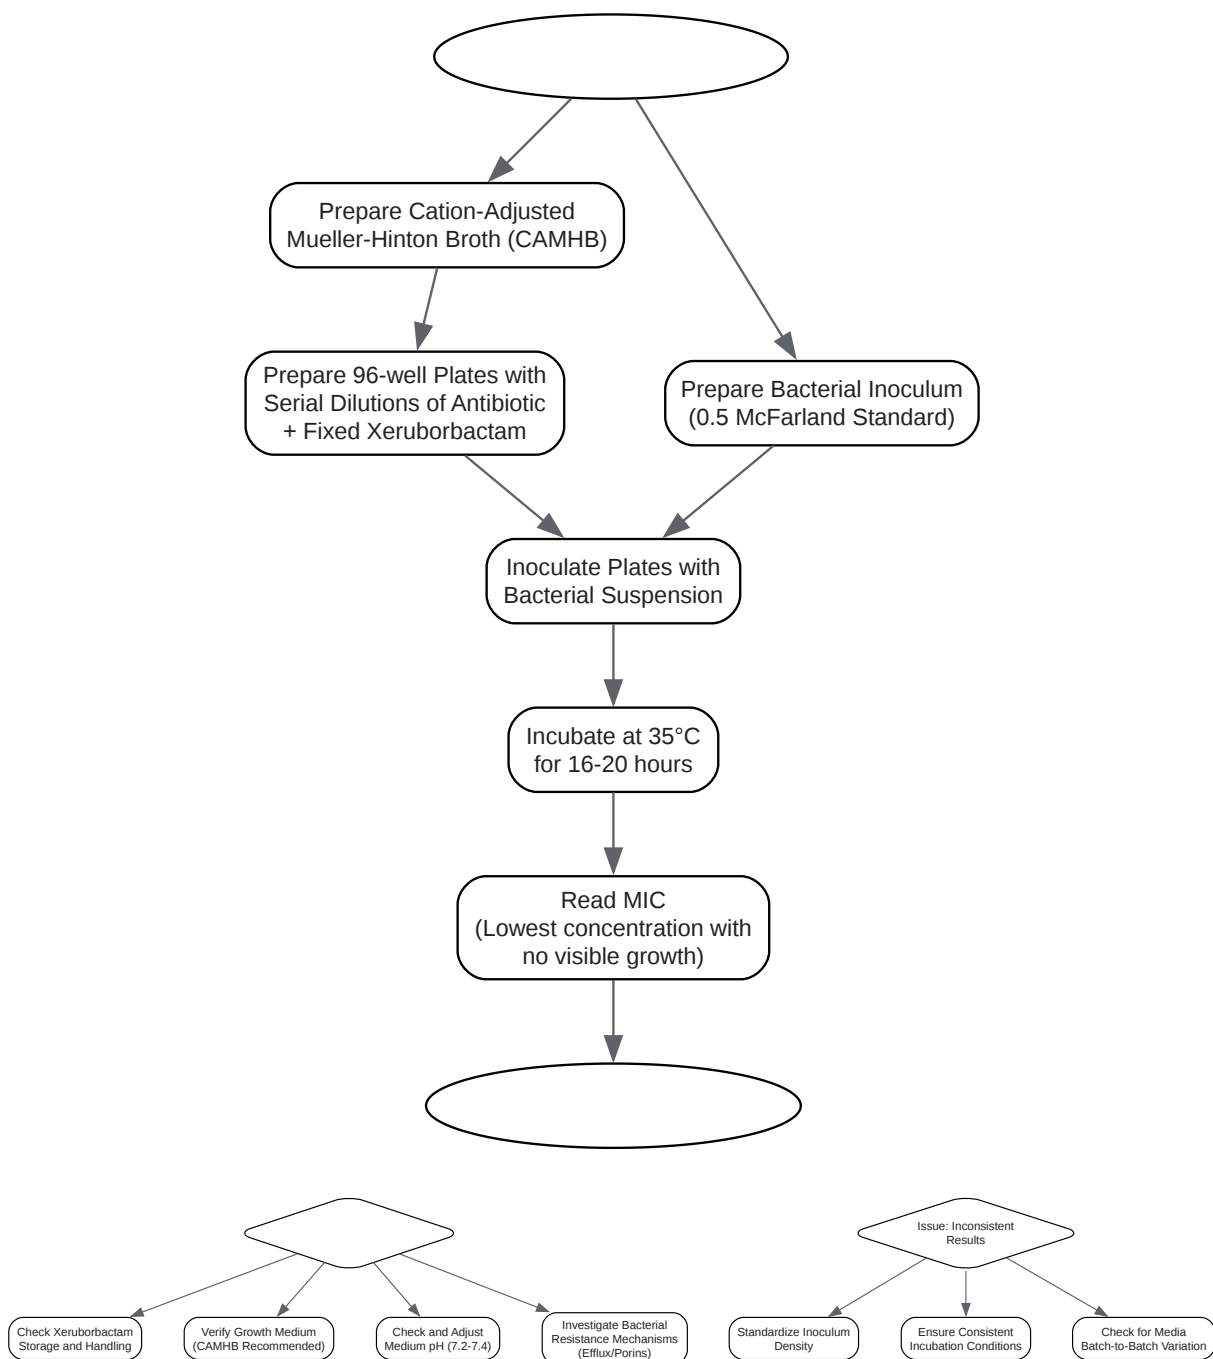 Prepare Cation-Adjusted
Mueller-Hinton Broth (CAMHB)
Prepare 96-well Plates with
Serial Dilutions of Antibiotic
+ Fixed Xeruborbactam
Prepare Bacterial Inoculum
(0.5 McFarland Standard)
Inoculate Plates with
Bacterial Suspension
Incubate at 35°C
for 16-20 hours
Read MIC
(Lowest concentration with
no visible growth)
Issue: Inconsistent
Results
Check Xeruborbactam
Storage and Handling
Verify Growth Medium
(CAMHB Recommended)
Check and Adjust
Medium pH (7.2-7.4)
Investigate Bacterial
Resistance Mechanisms
(Efflux/Porins)
Standardize Inoculum
Density
Ensure Consistent
Incubation Conditions
Check for Media
Batch-to-Batch Variation